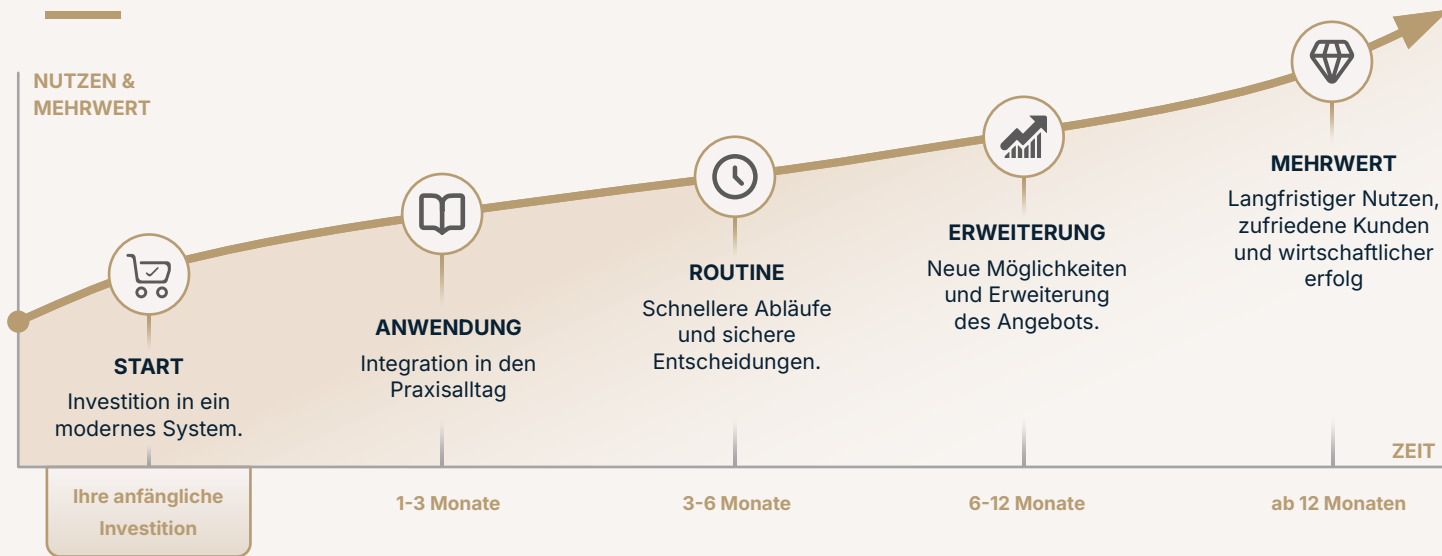 NUTZEN &
MEHRWERT
START
Investition in ein
modernes System.
ANWENDUNG
Integration in den
Praxisalltag
ROUTINE
Schnellere Abläufe
und sichere
Entscheidungen.
ERWEITERUNG
Neue Möglichkeiten
und Erweiterung
des Angebots.
MEHRWERT
Langfristiger Nutzen,
zufriedene Kunden
und wirtschaftlicher
erfolg
ZEIT
Ihre anfängliche
Investition
1-3 Monate
3-6 Monate
6-12 Monate
ab 12 Monaten